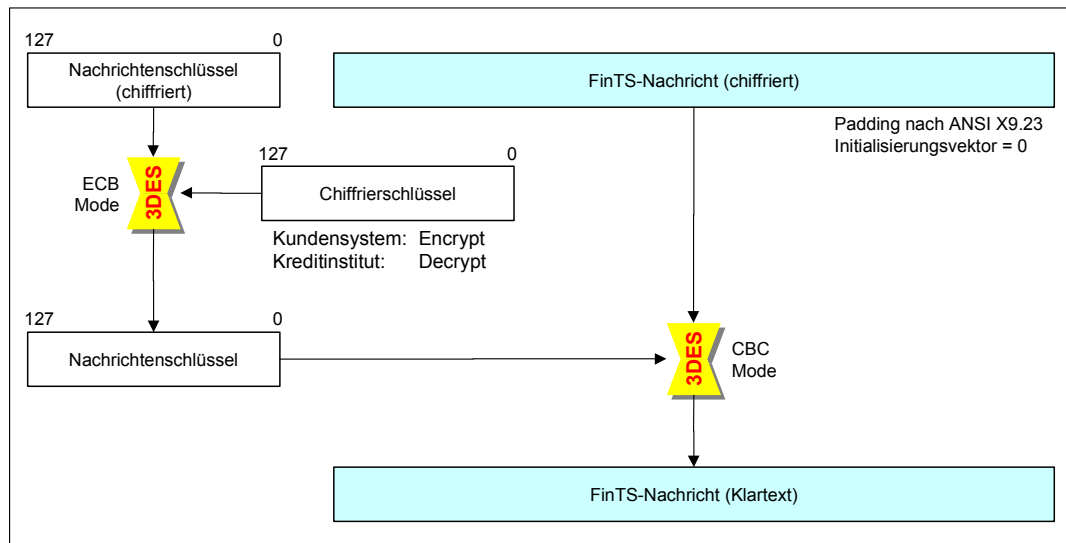 127 0
Nachrichtenschlüssel
(chiffriert)
FinTS-Nachricht (chiffriert)
Padding nach ANSI X9.23
Initialisierungsvektor = 0
ECB
Mode
3DES
127 0
Chiffrierschlüssel
Kundensystem: Encrypt
Kreditinstitut: Decrypt
127 0
Nachrichtenschlüssel
3DES
CBC
Mode
FinTS-Nachricht (Klartext)